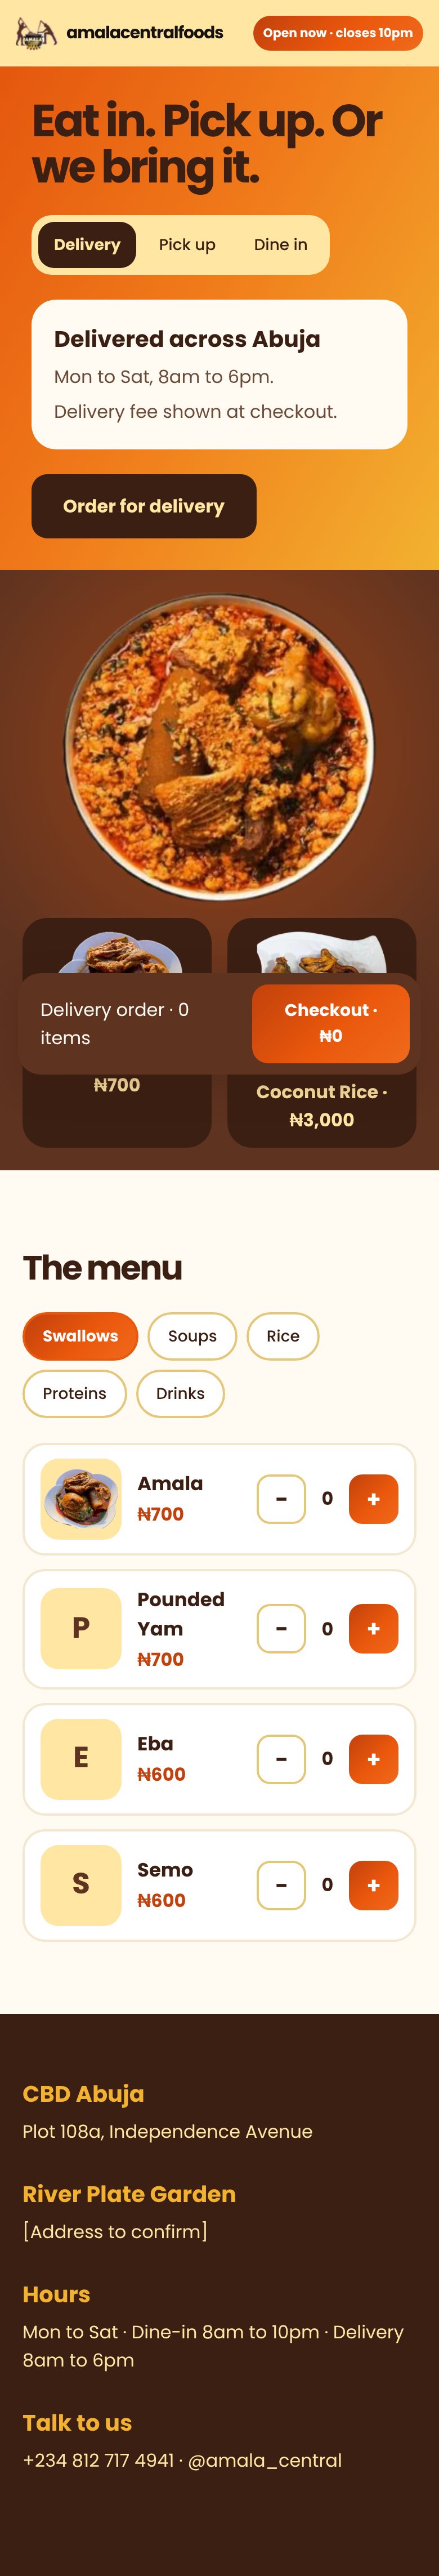 amalacentralfoods
Open now · closes 10pm
Eat in. Pick up. Or
we bring it.
Delivery
Pick up
Dine in
Delivered across Abuja
Mon to Sat, 8am to 6pm.
Delivery fee shown at checkout.
Order for delivery
Delivery order · 0
items
Checkout ·
₦0
₦700
Coconut Rice ·
₦3,000
The menu
Swallows
Soups
Rice
Proteins
Drinks
Amala
₦700
− 0 +
P
Pounded
Yam
₦700
− 0 +
E
Eba
₦600
− 0 +
S
Semo
₦600
− 0 +
CBD Abuja
Plot 108a, Independence Avenue
River Plate Garden
[Address to confirm]
Hours
Mon to Sat · Dine-in 8am to 10pm · Delivery
8am to 6pm
Talk to us
+234 812 717 4941 · @amala_central